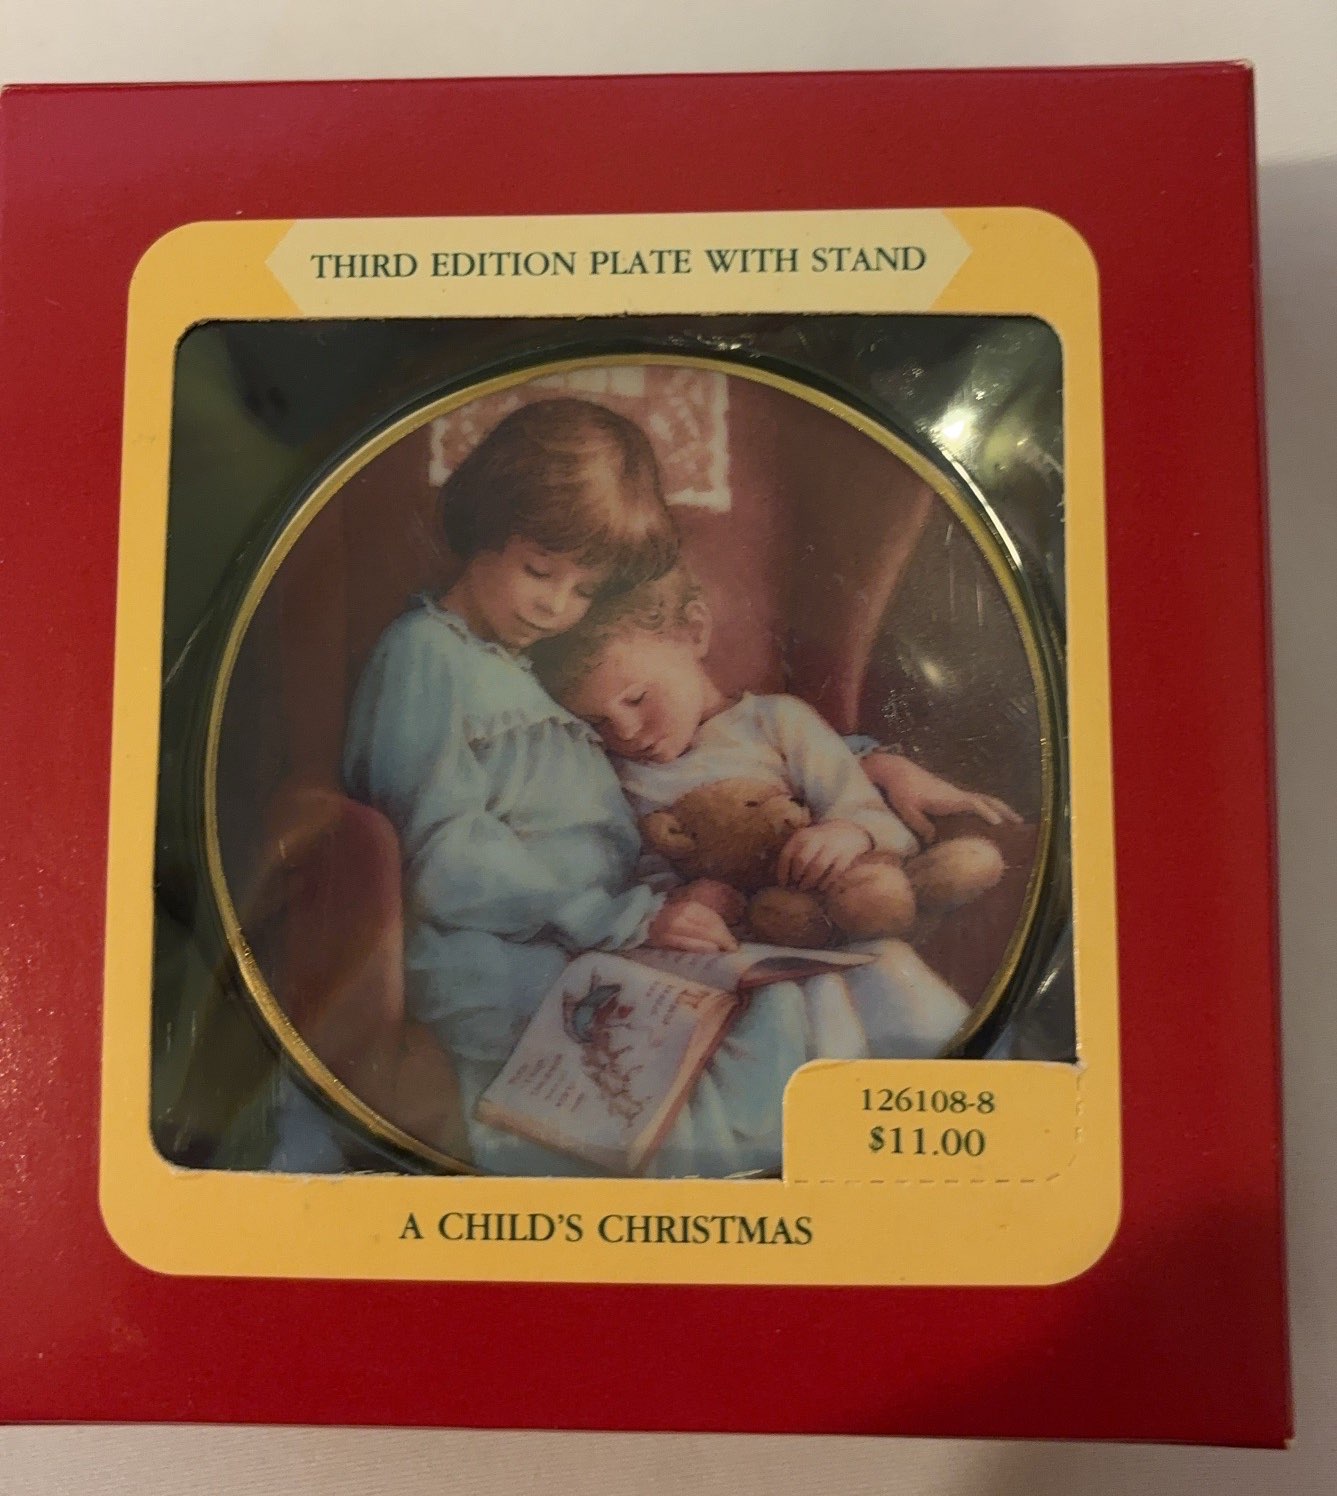 THIRD EDITION PLATE WITH STAND
126108-8
$11.00
A CHILD'S CHRISTMAS